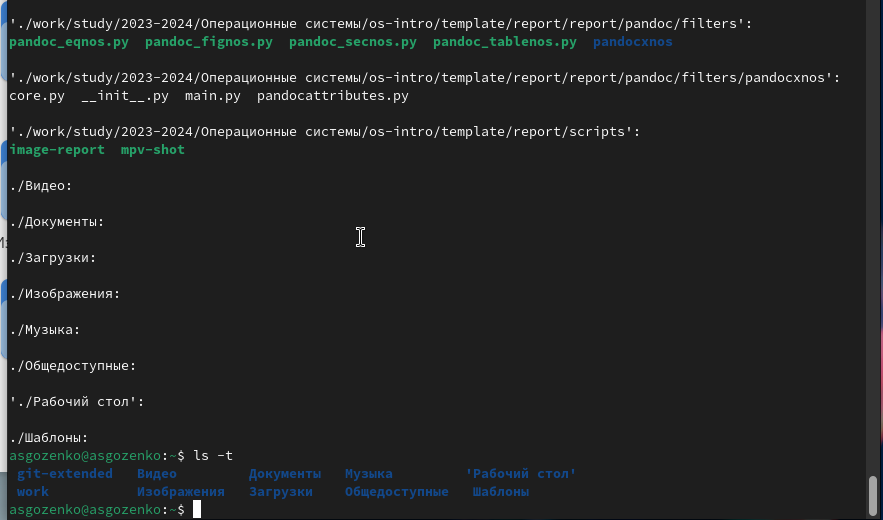 './work/study/2023-2024/Операционные системы/os-intro/template/report/report/pandoc/filters':
pandoc_eqnos.py  pandoc_fignos.py  pandoc_secnos.py  pandoc_tablenos.py  pandocxnos
'./work/study/2023-2024/Операционные системы/os-intro/template/report/report/pandoc/filters/pandocxnos':
core.py  __init__.py  main.py  pandocattributes.py
'./work/study/2023-2024/Операционные системы/os-intro/template/report/scripts':
image-report  mpv-shot
./Видео:
./Документы:
./Загрузки:
./Изображения:
./Музыка:
./Общедоступные:
'./Рабочий стол':
./Шаблоны:
asgozenko@asgozenko:~$ ls -t
git-extended   Видео         Документы   Музыка         'Рабочий стол'
work           Изображения   Загрузки    Общедоступные   Шаблоны
asgozenko@asgozenko:~$